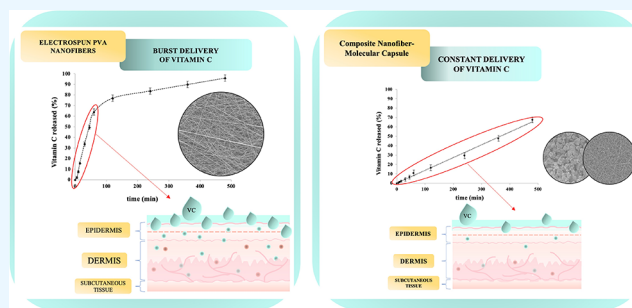 ELECTROSPUN PVA
NANOFIBERS
BURST DELIVERY
OF VITAMIN C
Vitamin C released (%)
100
90
80
70
60
50
40
30
20
10
0
0
100
200
300
400
500
time (min)
VC
EPIDERMIS
DERMIS
SUBCUTANEOUS
TISSUE
Composite Nanofiber-
Molecular Capsule
CONSTANT DELIVERY
OF VITAMIN C
Vitamin C released (%)
100
90
80
70
60
50
40
30
20
10
0
0
100
200
300
400
500
time (min)
VC
EPIDERMIS
DERMIS
SUBCUTANEOUS
TISSUE